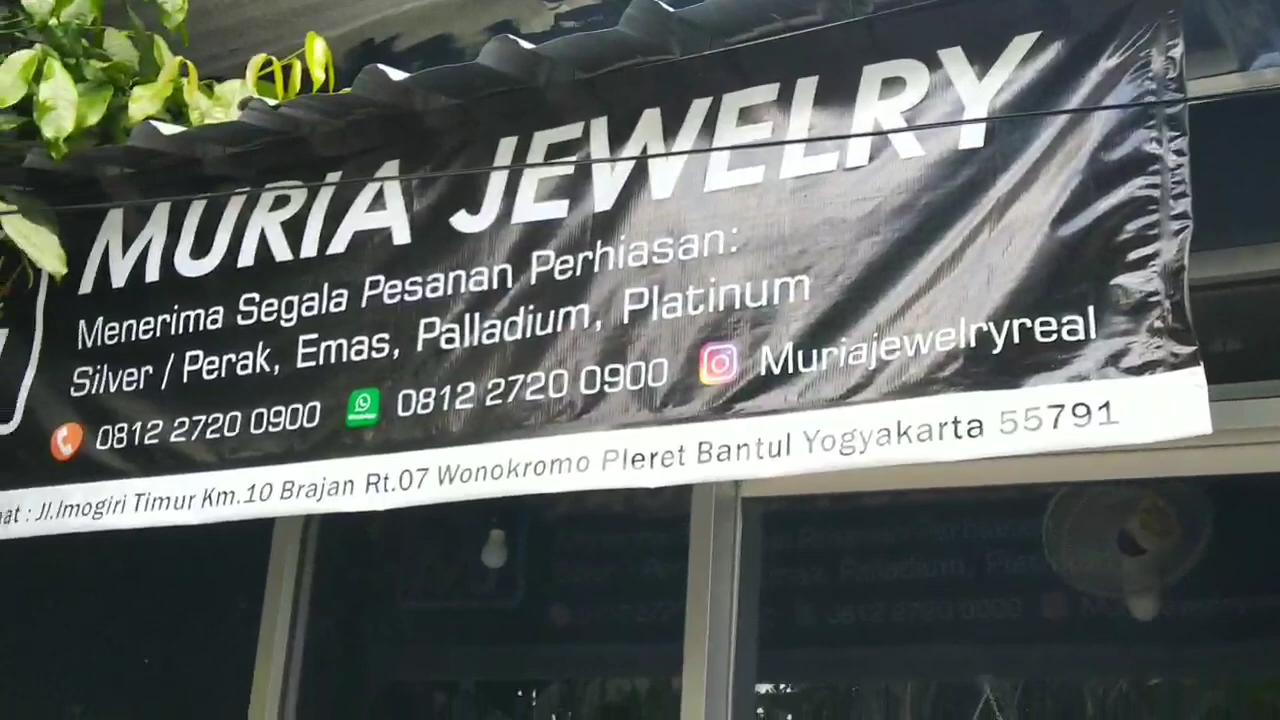 MURIA JEWELRY
Menerima Segala Pesanan Perhiasan:
Silver / Perak, Emas, Palladium, Platinum
0812 2720 0900 0812 2720 0900 Muriajewelryreal
: Jl.Imogiri Timur Km.10 Brajan Rt.07 Wonokromo Pleret Bantul Yogyakarta 55791